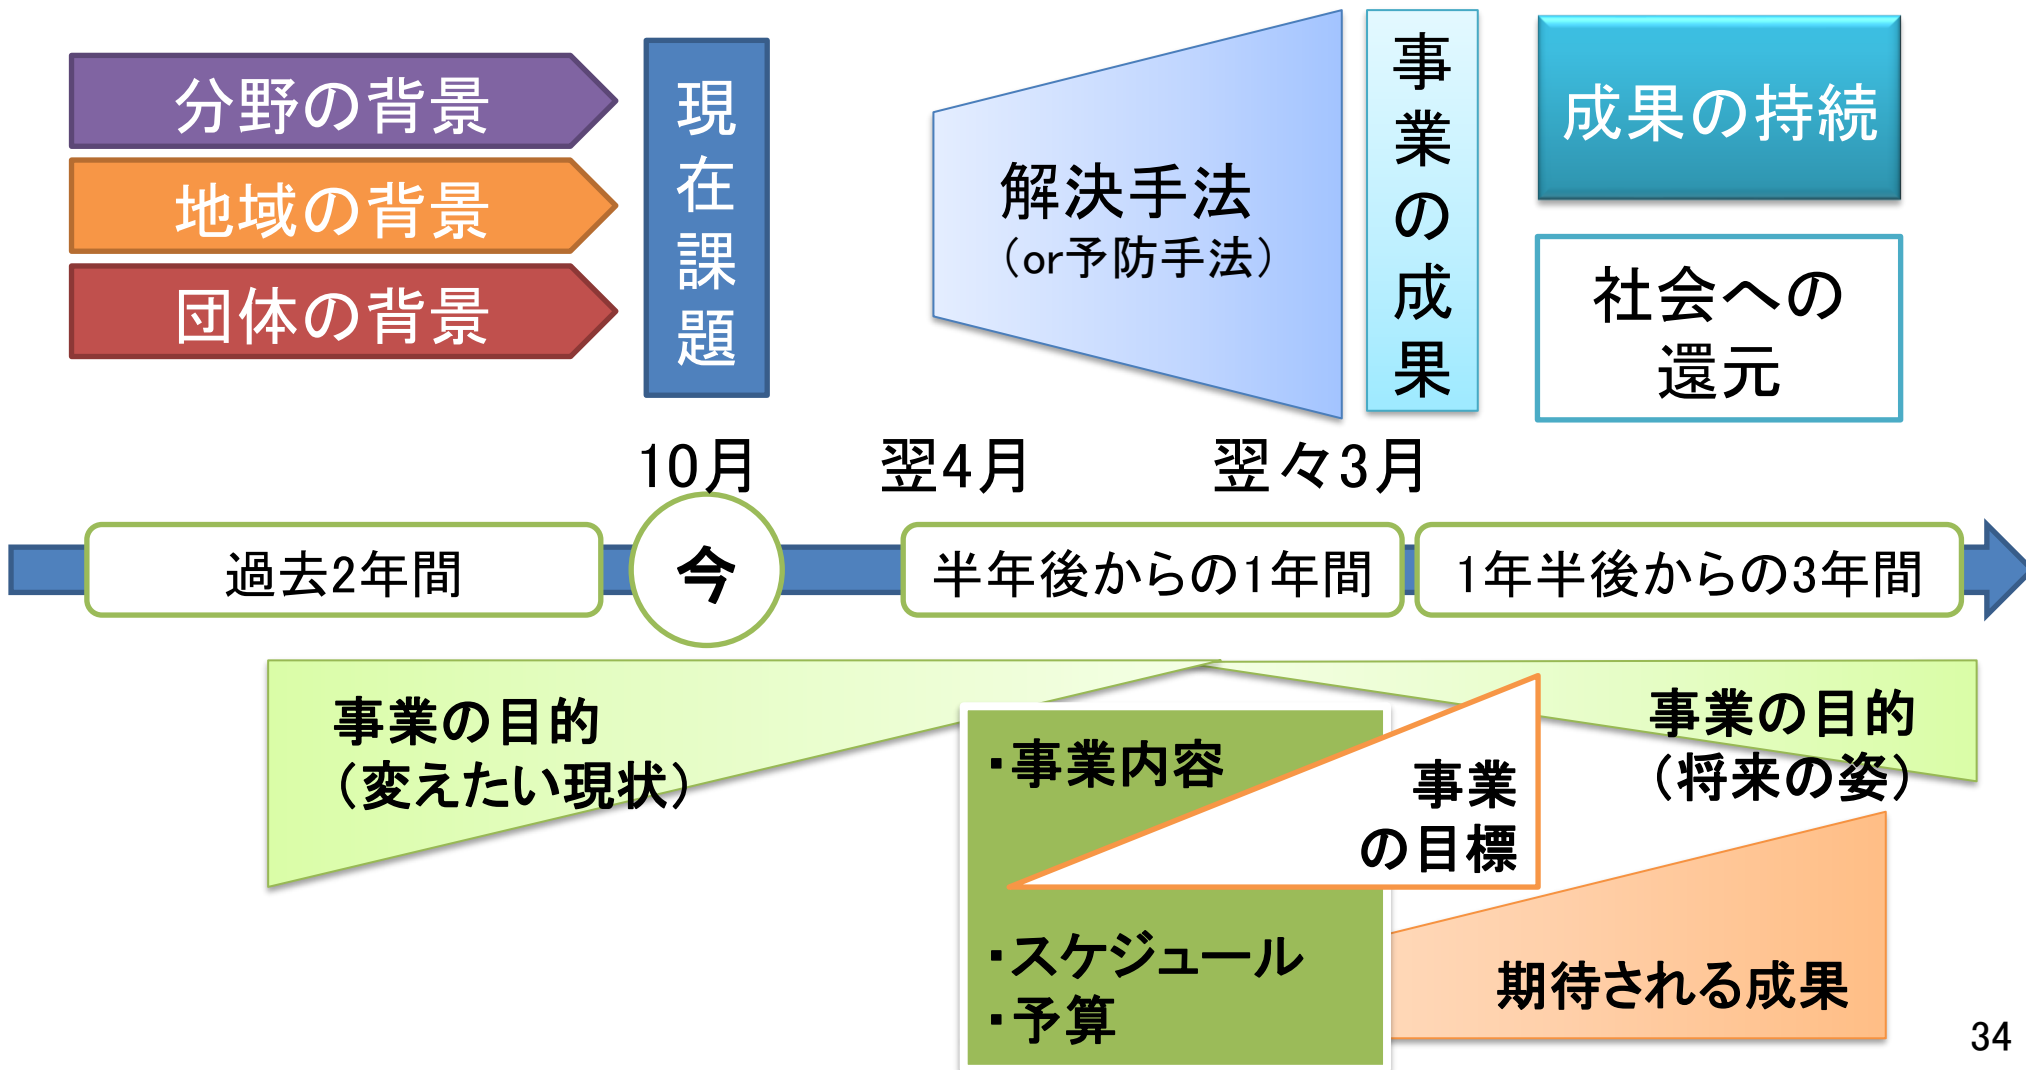 分野の背景
地域の背景
団体の背景
現在課題
解決手法
（or予防手法）
事業の成果
成果の持続
社会への
還元
10月
翌4月
翌々3月
過去2年間
今
半年後からの1年間
1年半後からの3年間
事業の目的
（変えたい現状）
・事業内容
事業
の目標
・スケジュール
・予算
事業の目的
（将来の姿）
期待される成果
34